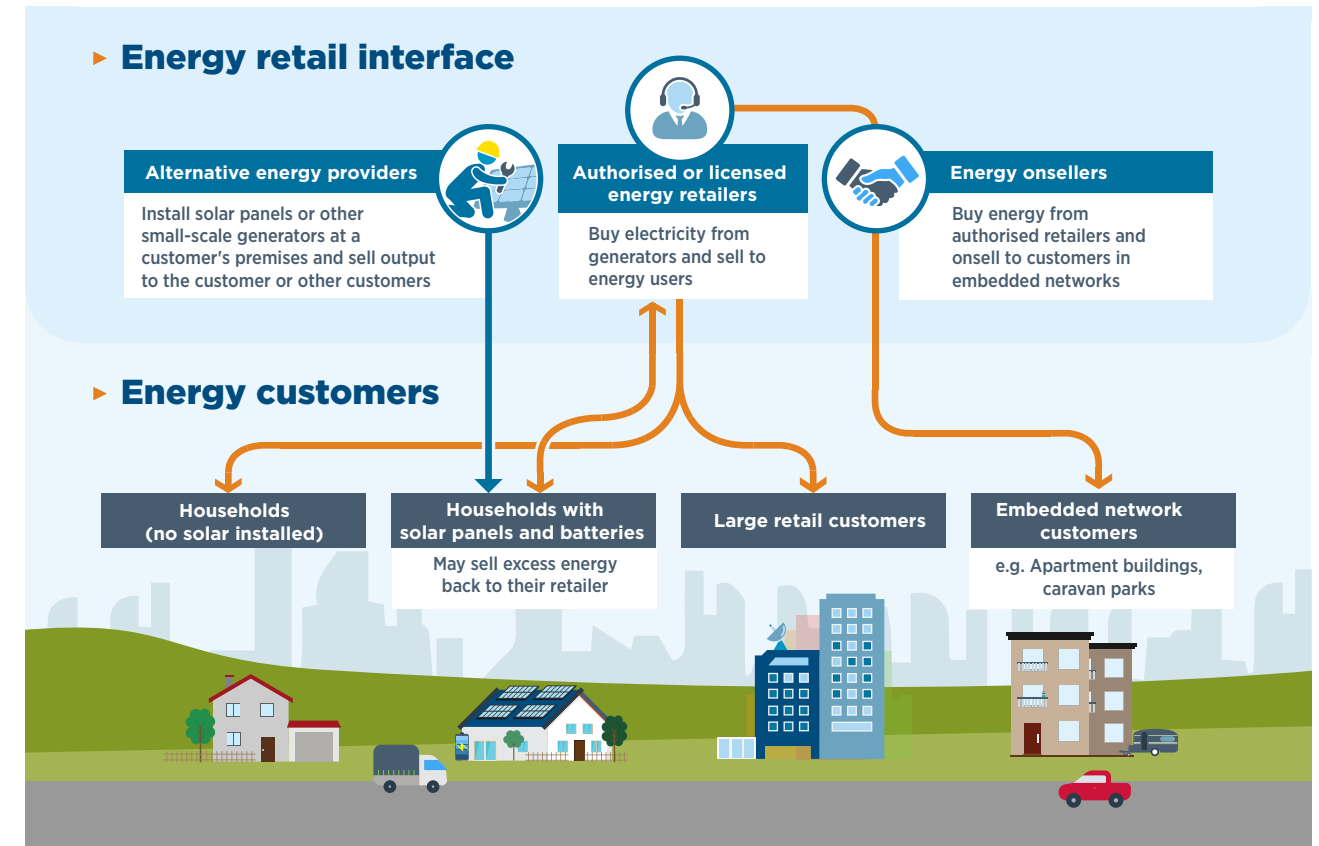 Energy retail interface
Alternative energy providers
Install solar panels or other
small-scale generators at a
customer's premises and sell output
to the customer or other customers
Authorised or licensed
energy retailers
Buy electricity from
generators and sell to
energy users
Energy onsellers
Buy energy from
authorised retailers and
onsell to customers in
embedded networks
Energy customers
Households
(no solar installed)
Households with
solar panels and batteries
May sell excess energy
back to their retailer
Large retail customers
Embedded network
customers
e.g. Apartment buildings,
caravan parks